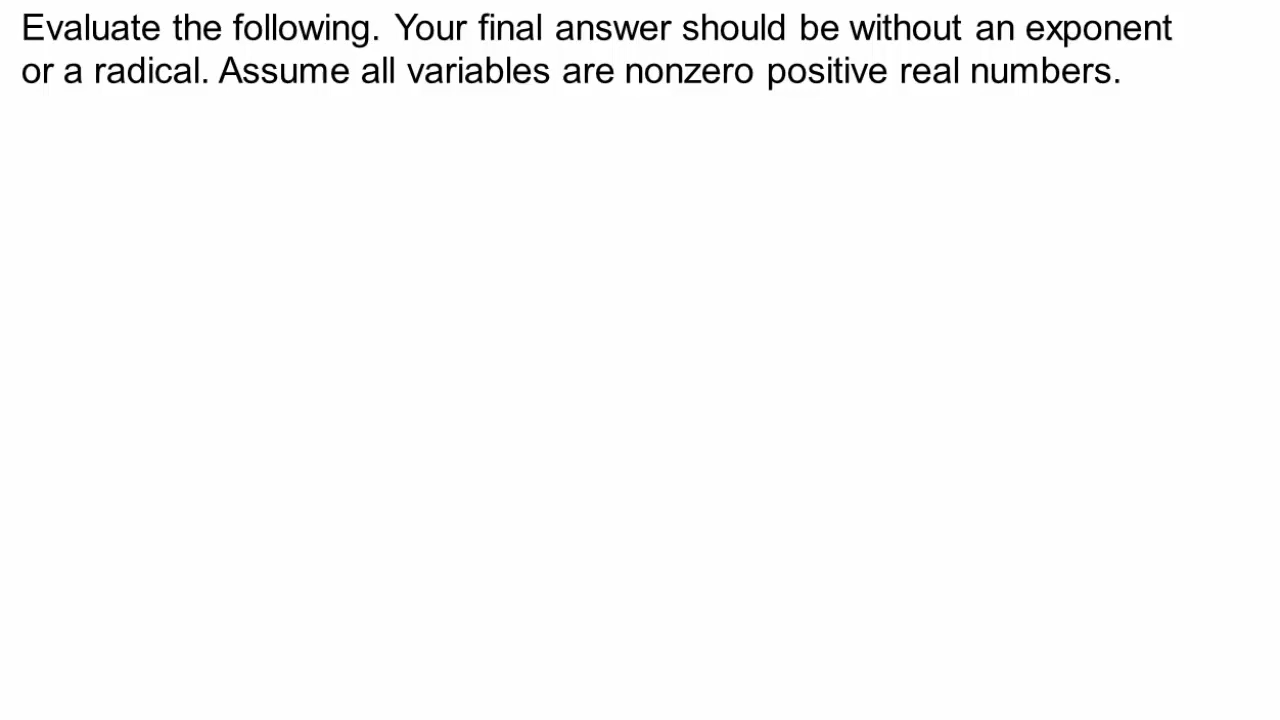 Evaluate the following. Your final answer should be without an exponent
or a radical. Assume all variables are nonzero positive real numbers.